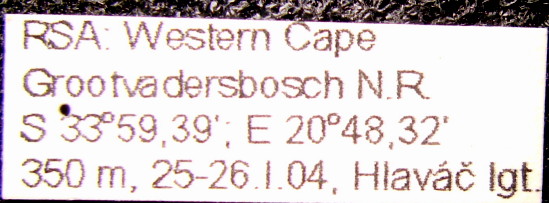 RSA: Western Cape
Grootvadersbosch N.R.
S 33°59,39'; E 20°48,32'
350 m, 25-26.I.04, Hlaváč lgt.